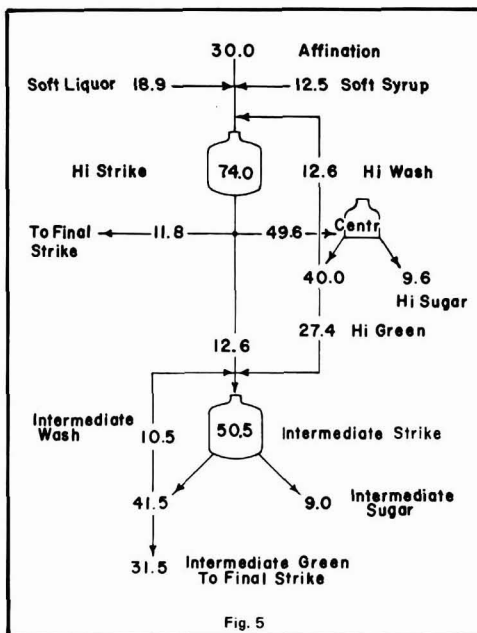 30.0 Affination
Soft Liquor 18.9 12.5 Soft Syrup
Hi Strike 74.0 12.6 Hi Wash
To Final Strike 11.8 49.6 Centr
40.0 9.6
Hi Sugar
27.4 Hi Green
12.6
Intermediate
Wash 10.5 50.5 Intermediate Strike
41.5 9.0 Intermediate
Sugar
31.5 Intermediate Green
To Final Strike
Fig. 5